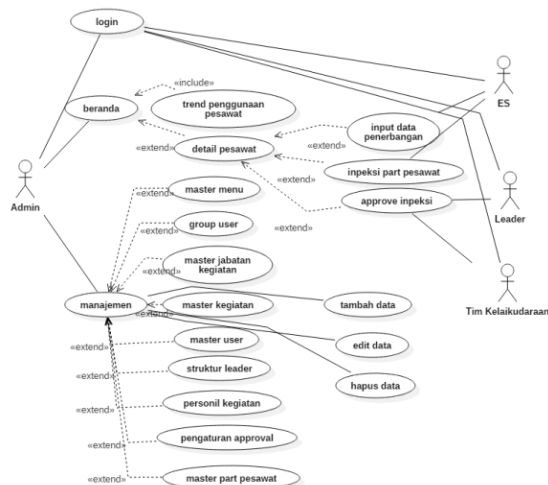 login
«include»
ES
beranda
trend penggunaan
pesawat
input data
penerbangan
«extend»
detail pesawat
«extend»
inpeksi part pesawat
Admin
master menu
«extend»
approve inpeksi
Leader
«extend»
group user
«extend»
«extend»
master jabatan
kegiatan
«extend»
manajemen
master kegiatan
tambah data
Tim Kelaikudaraan
«extend»
master user
edit data
«extend»
struktur leader
«extend»
hapus data
personil kegiatan
«extend»
pengaturan approval
«extend»
master part pesawat
«extend»